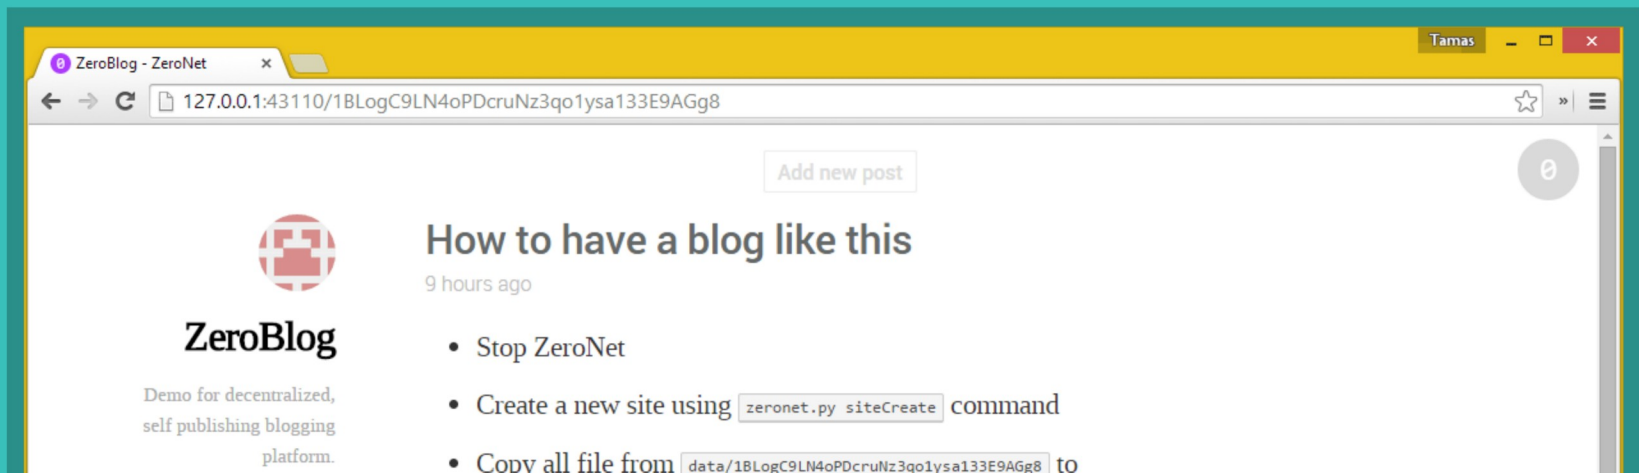 Tamas
ZeroBlog - ZeroNet
127.0.0.1:43110/1BLogC9LN4oPDcruNz3qo1ysa133E9AGg8
Add new post
0
How to have a blog like this
9 hours ago
ZeroBlog
Demo for decentralized,
self publishing blogging
platform.
• Stop ZeroNet
• Create a new site using zeronet.py siteCreate command
• Copy all file from data/1BLogC9LN4oPDcruNz3qo1ysa133E9AGg8 to